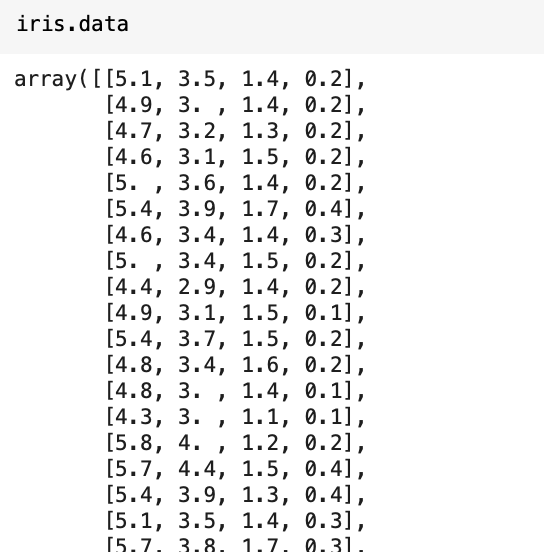 iris.data
array([[5.1, 3.5, 1.4, 0.2],
[4.9, 3. , 1.4, 0.2],
[4.7, 3.2, 1.3, 0.2],
[4.6, 3.1, 1.5, 0.2],
[5. , 3.6, 1.4, 0.2],
[5.4, 3.9, 1.7, 0.4],
[4.6, 3.4, 1.4, 0.3],
[5. , 3.4, 1.5, 0.2],
[4.4, 2.9, 1.4, 0.2],
[4.9, 3.1, 1.5, 0.1],
[5.4, 3.7, 1.5, 0.2],
[4.8, 3.4, 1.6, 0.2],
[4.8, 3. , 1.4, 0.1],
[4.3, 3. , 1.1, 0.1],
[5.8, 4. , 1.2, 0.2],
[5.7, 4.4, 1.5, 0.4],
[5.4, 3.9, 1.3, 0.4],
[5.1, 3.5, 1.4, 0.3],
[5.7, 3.8, 1.7, 0.3],